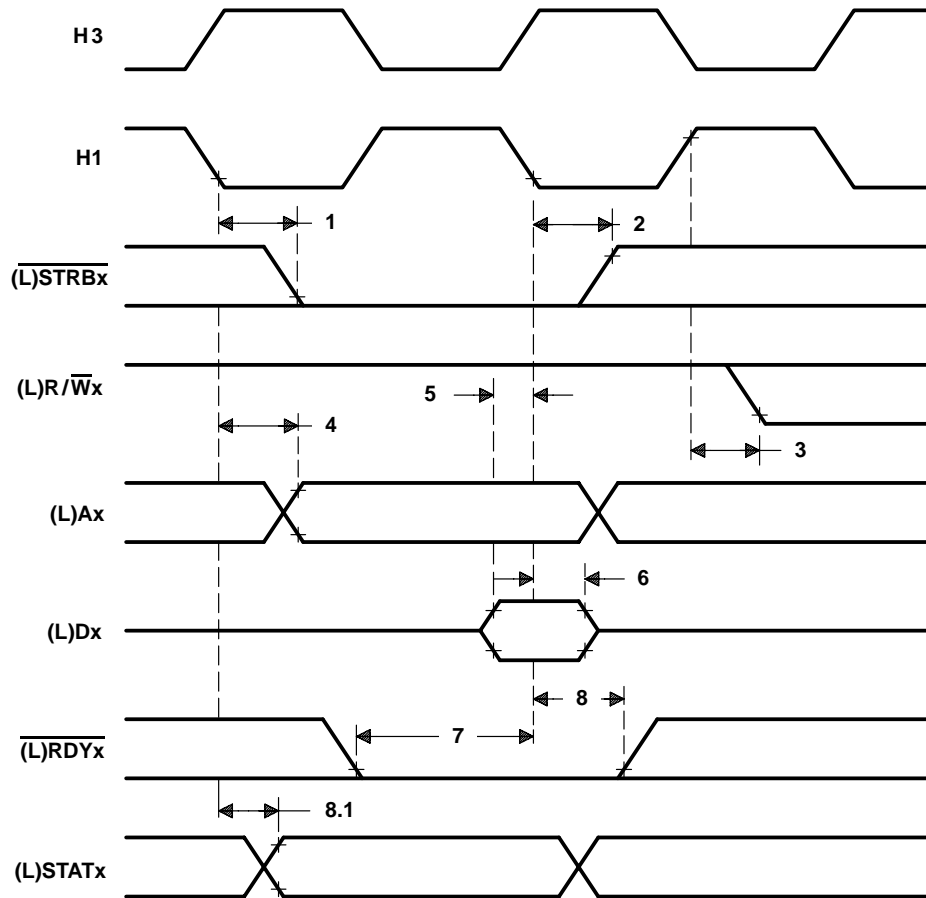 H3
H1
1
2
(L)STRBx
(L)R/Wx
5
4
3
(L)Ax
6
(L)Dx
8
7
(L)RDYx
8.1
(L)STATx